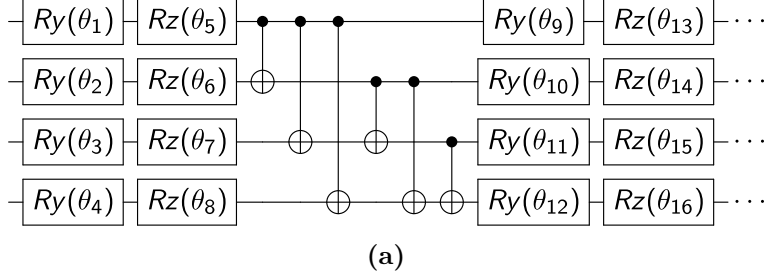 Ry(θ₁) Rz(θ₅) Ry(θ₉) Rz(θ₁₃) ···
Ry(θ₂) Rz(θ₆) Ry(θ₁₀) Rz(θ₁₄) ···
Ry(θ₃) Rz(θ₇) Ry(θ₁₁) Rz(θ₁₅) ···
Ry(θ₄) Rz(θ₈) Ry(θ₁₂) Rz(θ₁₆) ···
(a)